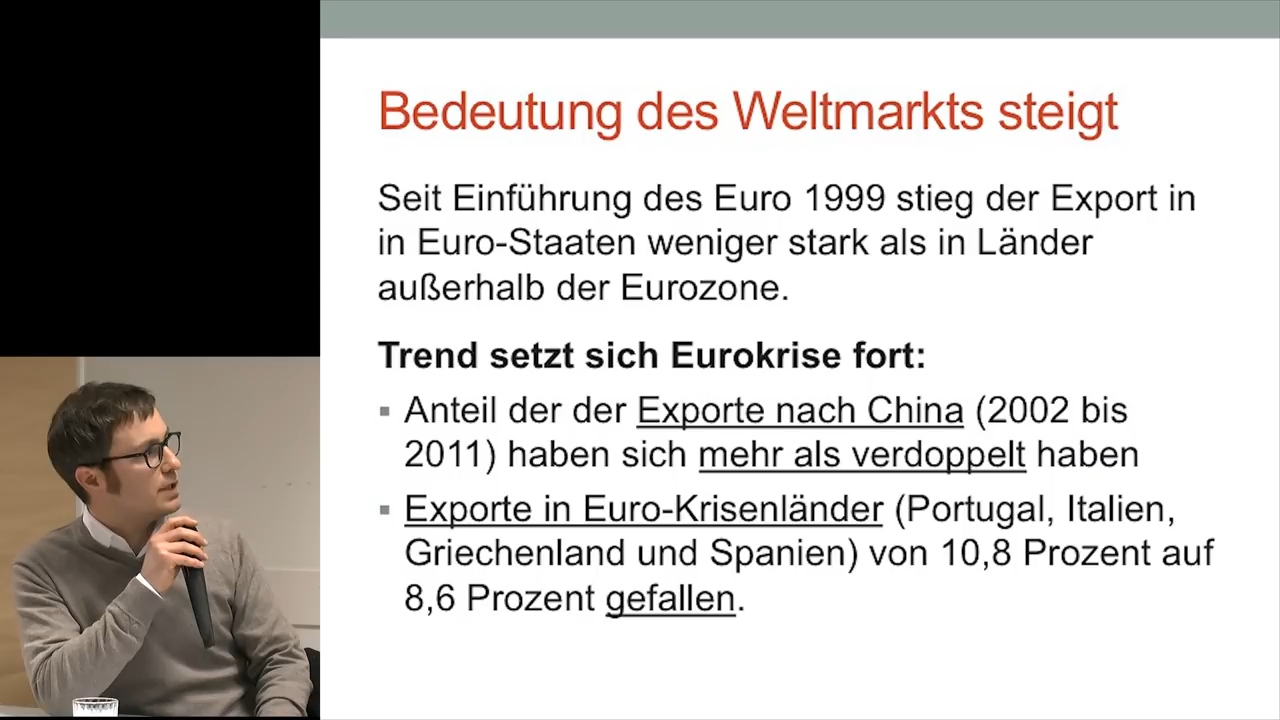 Bedeutung des Weltmarkts steigt
Seit Einführung des Euro 1999 stieg der Export in
in Euro-Staaten weniger stark als in Länder
außerhalb der Eurozone.
Trend setzt sich Eurokrise fort:
Anteil der der Exporte nach China (2002 bis
2011) haben sich mehr als verdoppelt haben
Exporte in Euro-Krisenländer (Portugal, Italien,
Griechenland und Spanien) von 10,8 Prozent auf
8,6 Prozent gefallen.